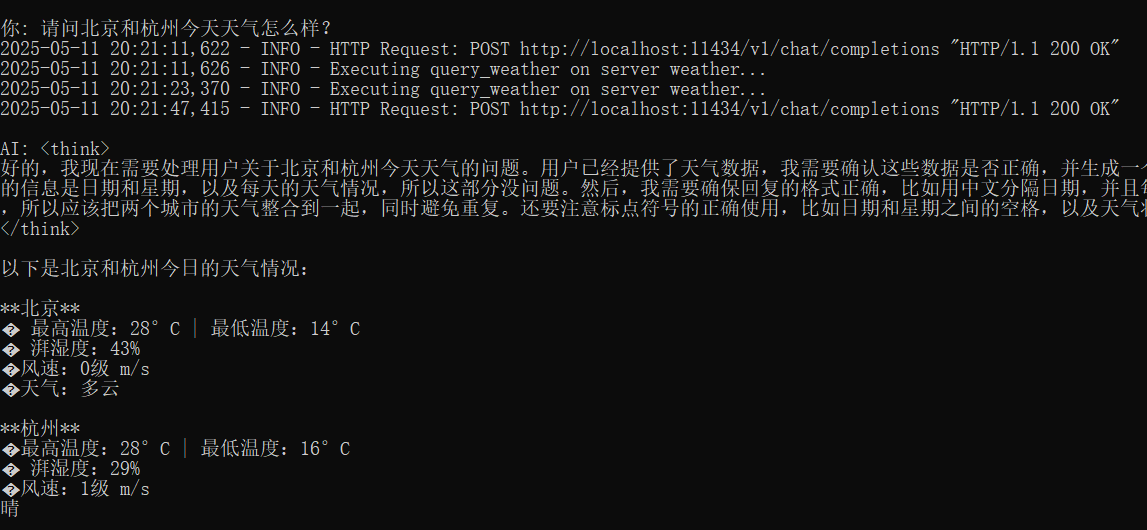 你: 请问北京和杭州今天天气怎么样？
2025-05-11 20:21:11,622 - INFO - HTTP Request: POST http://localhost:11434/v1/chat/completions "HTTP/1.1 200 OK"
2025-05-11 20:21:11,626 - INFO - Executing query_weather on server weather...
2025-05-11 20:21:23,370 - INFO - Executing query_weather on server weather...
2025-05-11 20:21:47,415 - INFO - HTTP Request: POST http://localhost:11434/v1/chat/completions "HTTP/1.1 200 OK"
AI: <think>
好的，我现在需要处理用户关于北京和杭州今天天气的问题。用户已经提供了天气数据，我需要确认这些数据是否正确，并生成一个
的信息是日期和星期，以及每天的天气情况，所以这部分没问题。然后，我需要确保回复的格式正确，比如用中文分隔日期，并且每
，所以应该把两个城市的天气整合到一起，同时避免重复。还要注意标点符号的正确使用，比如日期和星期之间的空格，以及天气状
</think>
以下是北京和杭州今日的天气情况：
**北京**
� 最高温度：28°C | 最低温度：14°C
� 湃湿度：43%
�风速：0级 m/s
�天气：多云
**杭州**
�最高温度：28°C | 最低温度：16°C
� 湃湿度：29%
�风速：1级 m/s
晴